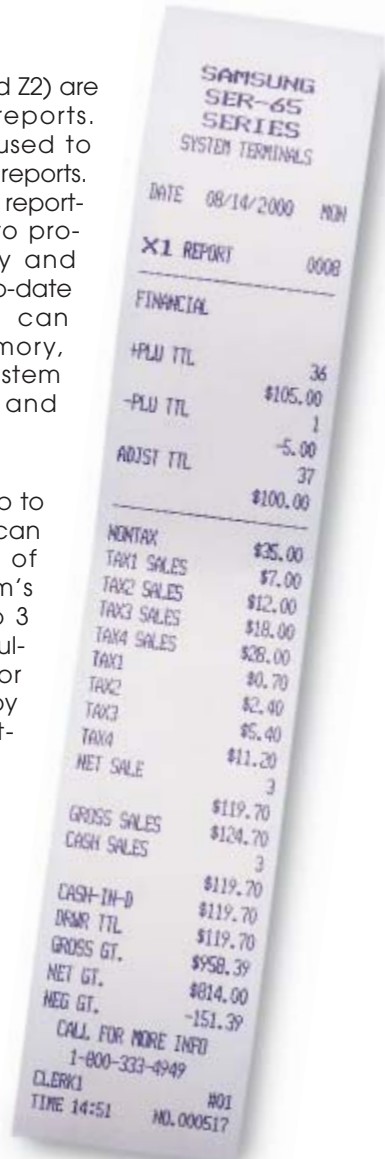 d Z2) are
reports.
used to
reports.
report-
to pro-
y and
o-date
can
mory,
stem
and
o to
can
of
m's
o 3
ul-
or
by
t-
SAMSUNG
SER-65
SERIES
SYSTEM TERMINALS
DATE 08/14/2000 MON
X1 REPORT 0008
FINANCIAL
+PLU TTL 36
$105.00
-PLU TTL 1
-5.00
ADJST TTL 37
$100.00
NONTAX $35.00
TAX1 SALES $7.00
TAX2 SALES $12.00
TAX3 SALES $18.00
TAX4 SALES $28.00
TAX1 $0.70
TAX2 $2.40
TAX3 $5.40
TAX4 $11.20
NET SALE 3
$119.70
GROSS SALES $124.70
CASH SALES 3
$119.70
CASH-IN-D $119.70
DRWR TTL $119.70
GROSS GT. $958.39
NET GT. $814.00
NEG GT. -151.39
CALL FOR MORE INFO
1-800-333-4949
CLERK1 #01
TIME 14:51 NO.000517